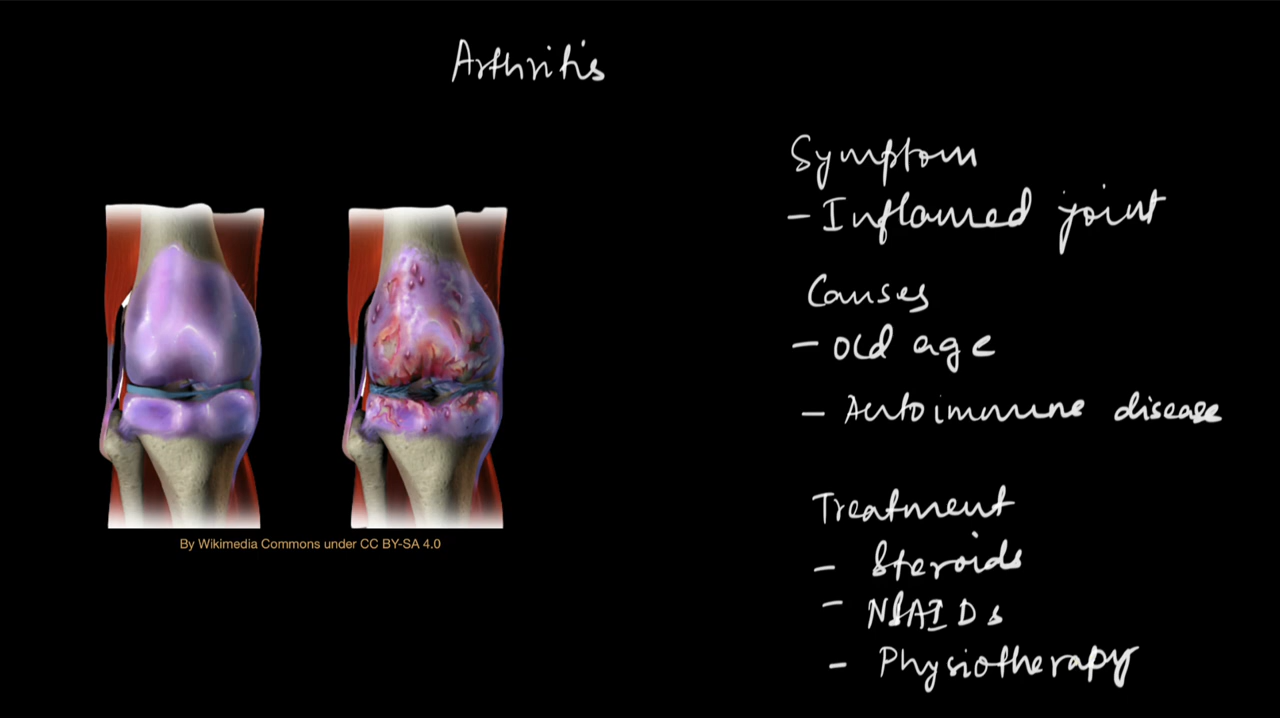 Arthritis
Symptom
- Inflamed joint
Causes
- Old age
- Autoimmune disease
Treatment
- Steroids
- NSAIDs
- Physiotherapy
By Wikimedia Commons under CC BY-SA 4.0